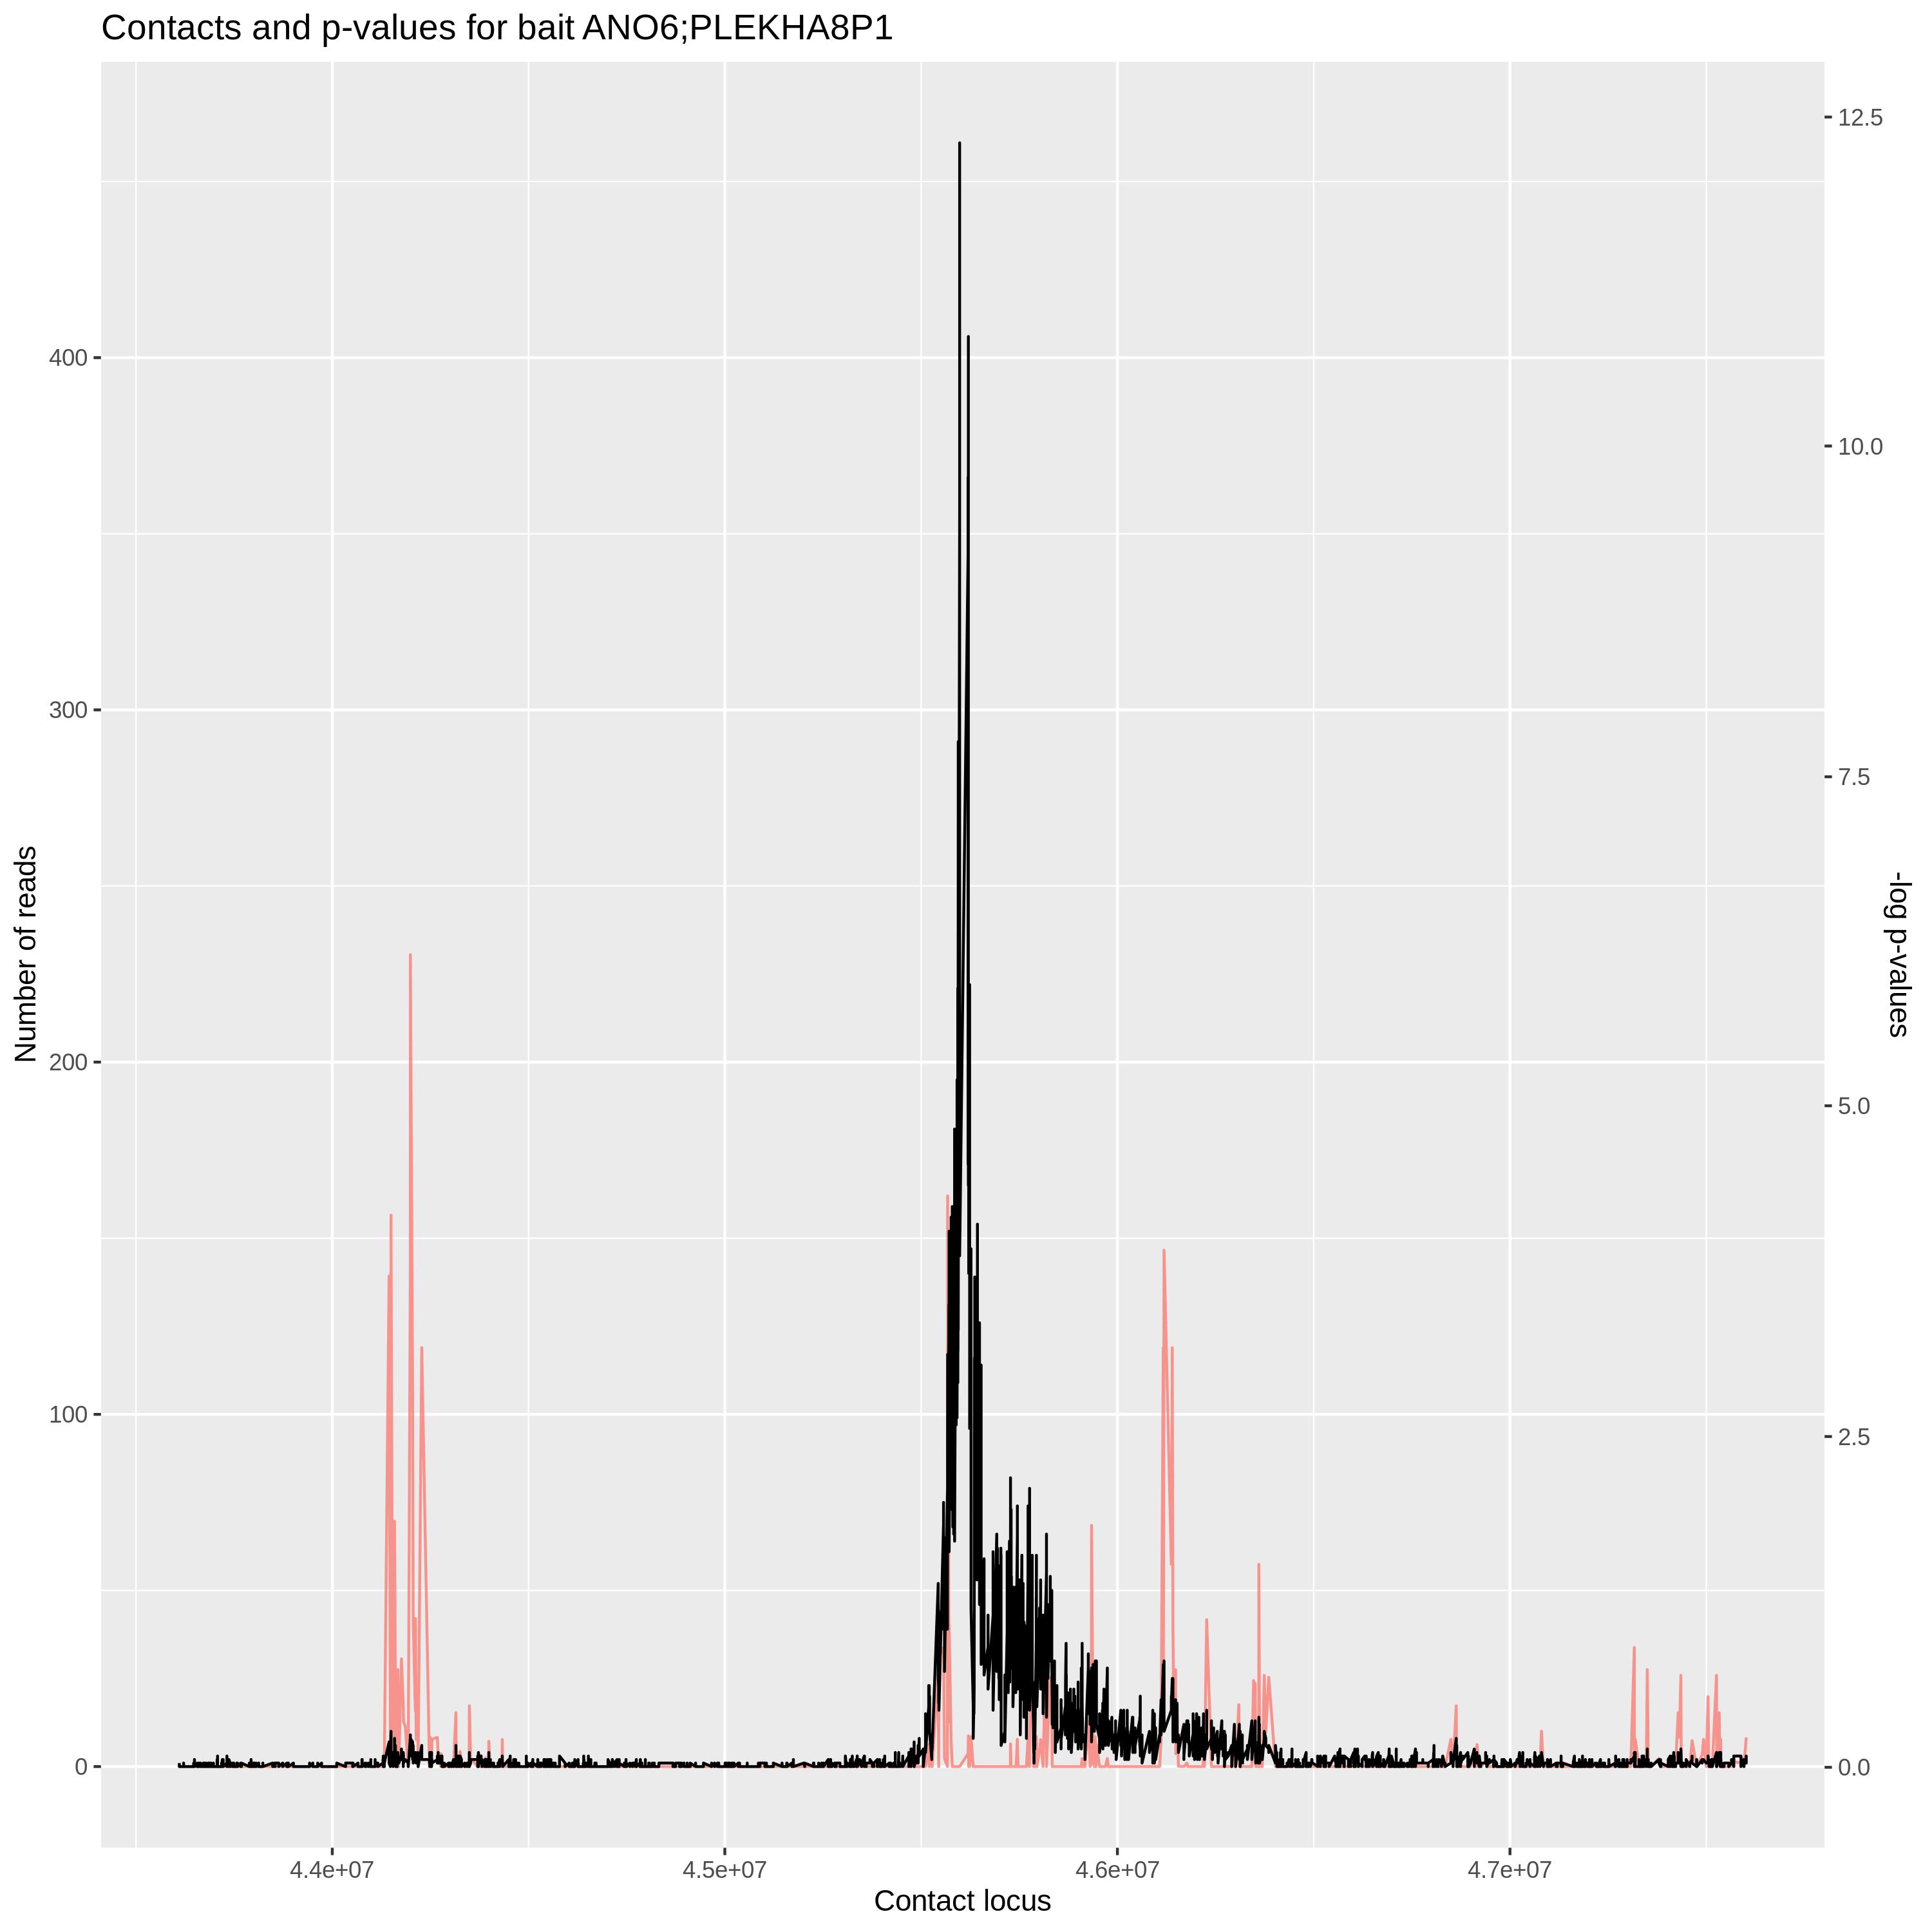 Contacts and p-values for bait ANO6;PLEKHA8P1
12.5
400
10.0
300
7.5
Number of reads
-log p-values
200
5.0
100
2.5
0
0.0
4.4e+07
4.5e+07
4.6e+07
4.7e+07
Contact locus